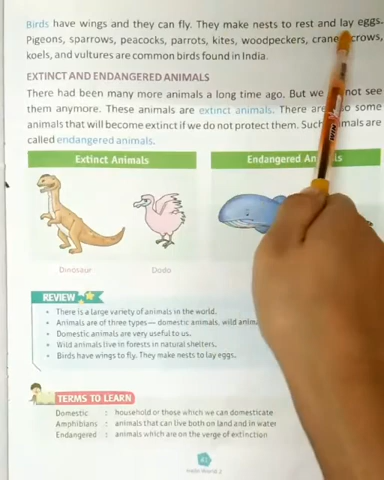 Birds have wings and they can fly. They make nests to rest and lay eggs.
Pigeons, sparrows, peacocks, parrots, kites, woodpeckers, crows,
koels, and vultures are common birds found in India.
EXTINCT AND ENDANGERED ANIMALS
There had been many more animals a long time ago. But we not see
them anymore. These animals are extinct animals. There are some
animals that will become extinct if we do not protect them. Such
called endangered animals.
Extinct Animals
Endangered
Dinosaur
Dodo
REVIEW
• There is a large variety of animals in the world.
• Animals are of three types— domestic animals, wild
• Domestic animals are very useful to us.
• Wild animals live in forests in natural shelters.
• Birds have wings to fly. They make nests to lay eggs.
TERMS TO LEARN
Domestic : household or those which we can domesticate
Amphibians : animals that can live both on land and in water
Endangered : animals which are on the verge of extinction